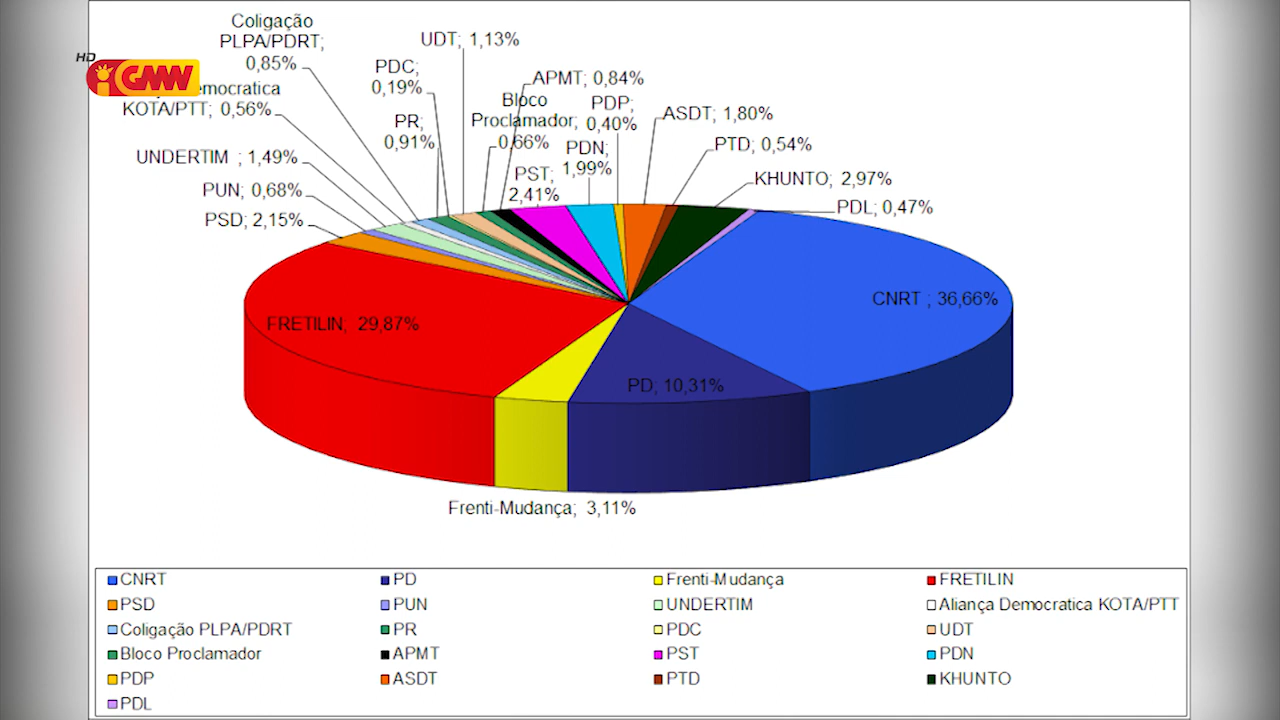 Coligação
PLPA/PDRT;
0,85%
UDT; 1,13%
HD
iGMW
PDC;
0,19%
APMT; 0,84%
emocratica
KOTA/PTT; 0,56%
Bloco
Proclamador;
0,66%
PDP;
0,40%
PR;
0,91%
ASDT; 1,80%
PDN;
1,99%
PTD; 0,54%
UNDERTIM ; 1,49%
PST;
2,41%
KHUNTO; 2,97%
PUN; 0,68%
PDL; 0,47%
PSD; 2,15%
CNRT ; 36,66%
FRETILIN; 29,87%
PD, 10,31%
Frenti-Mudança; 3,11%
CNRT PD Frenti-Mudança FRETILIN
PSD PUN UNDERTIM Aliança Democratica KOTA/PTT
Coligação PLPA/PDRT PR PDC UDT
Bloco Proclamador APMT PST PDN
PDP ASDT PTD KHUNTO
PDL